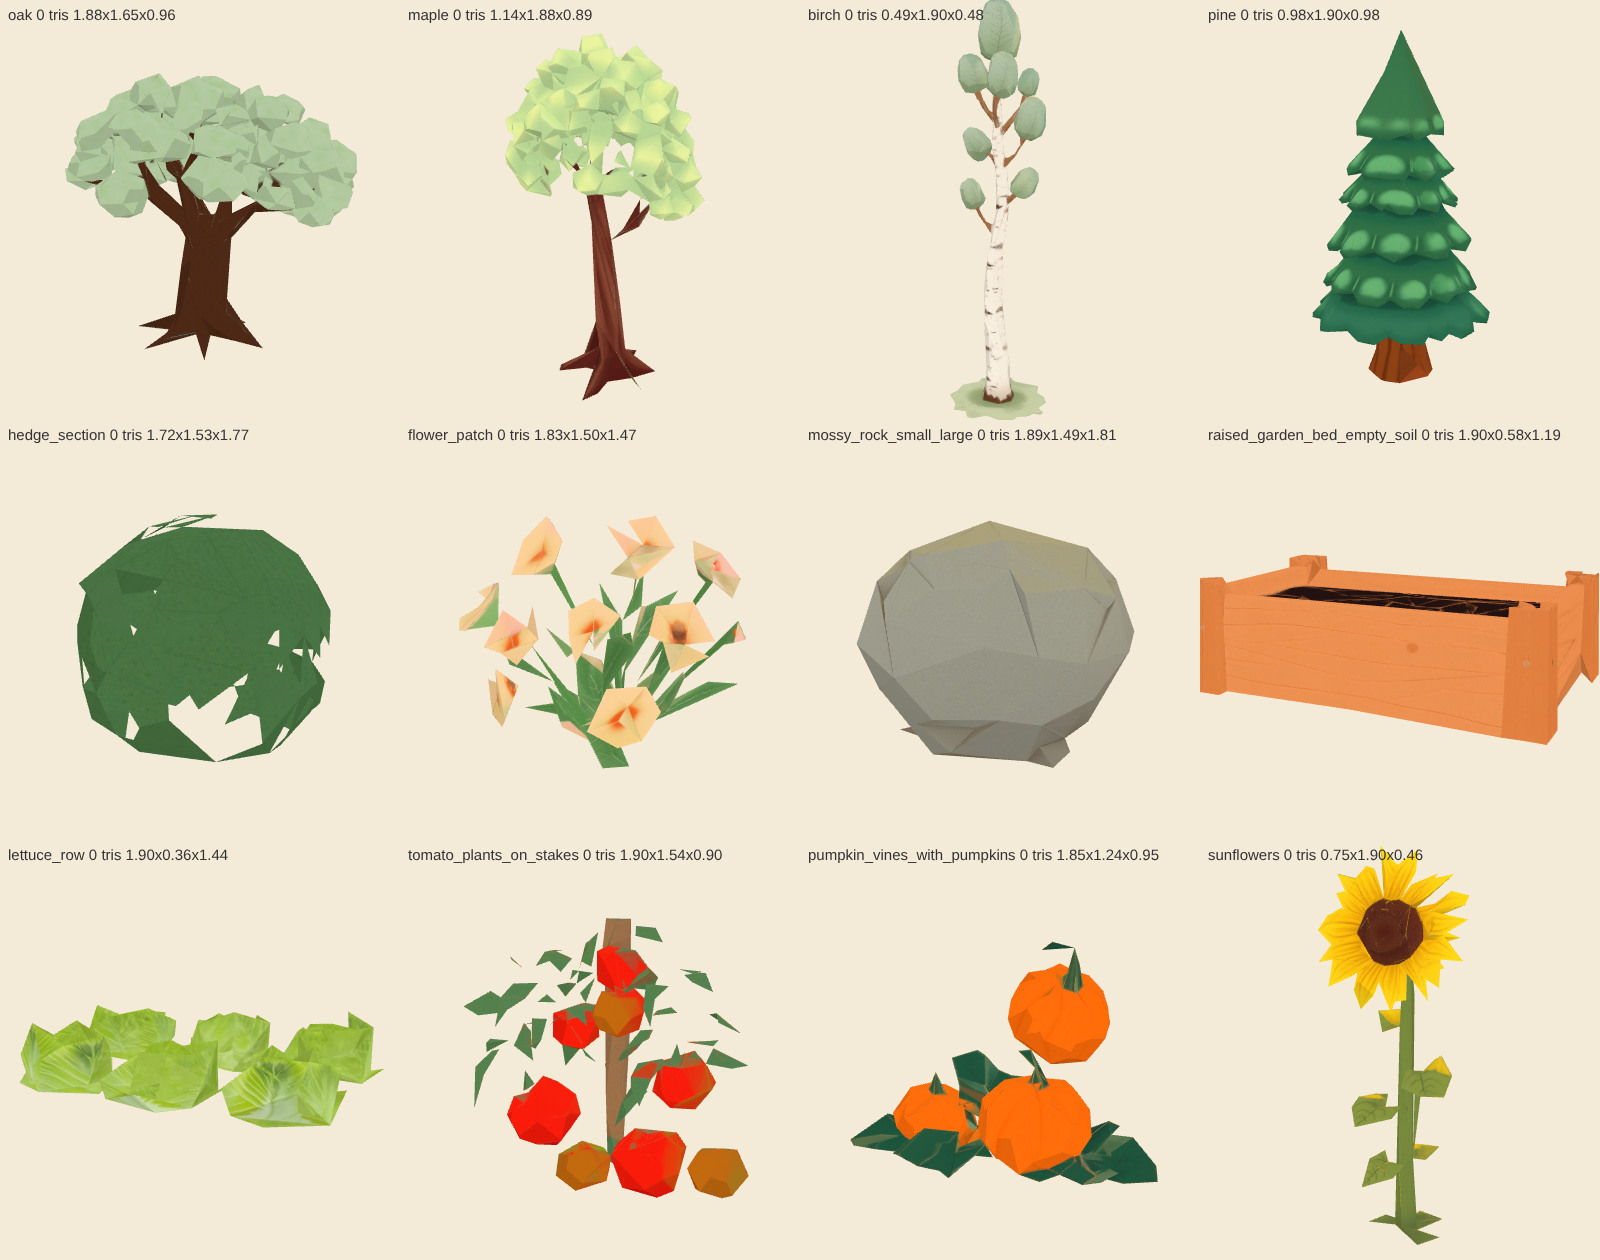 oak 0 tris 1.88x1.65x0.96
maple 0 tris 1.14x1.88x0.89
birch 0 tris 0.49x1.90x0.48
pine 0 tris 0.98x1.90x0.98
hedge_section 0 tris 1.72x1.53x1.77
flower_patch 0 tris 1.83x1.50x1.47
mossy_rock_small_large 0 tris 1.89x1.49x1.81
raised_garden_bed_empty_soil 0 tris 1.90x0.58x1.19
lettuce_row 0 tris 1.90x0.36x1.44
tomato_plants_on_stakes 0 tris 1.90x1.54x0.90
pumpkin_vines_with_pumpkins 0 tris 1.85x1.24x0.95
sunflowers 0 tris 0.75x1.90x0.46